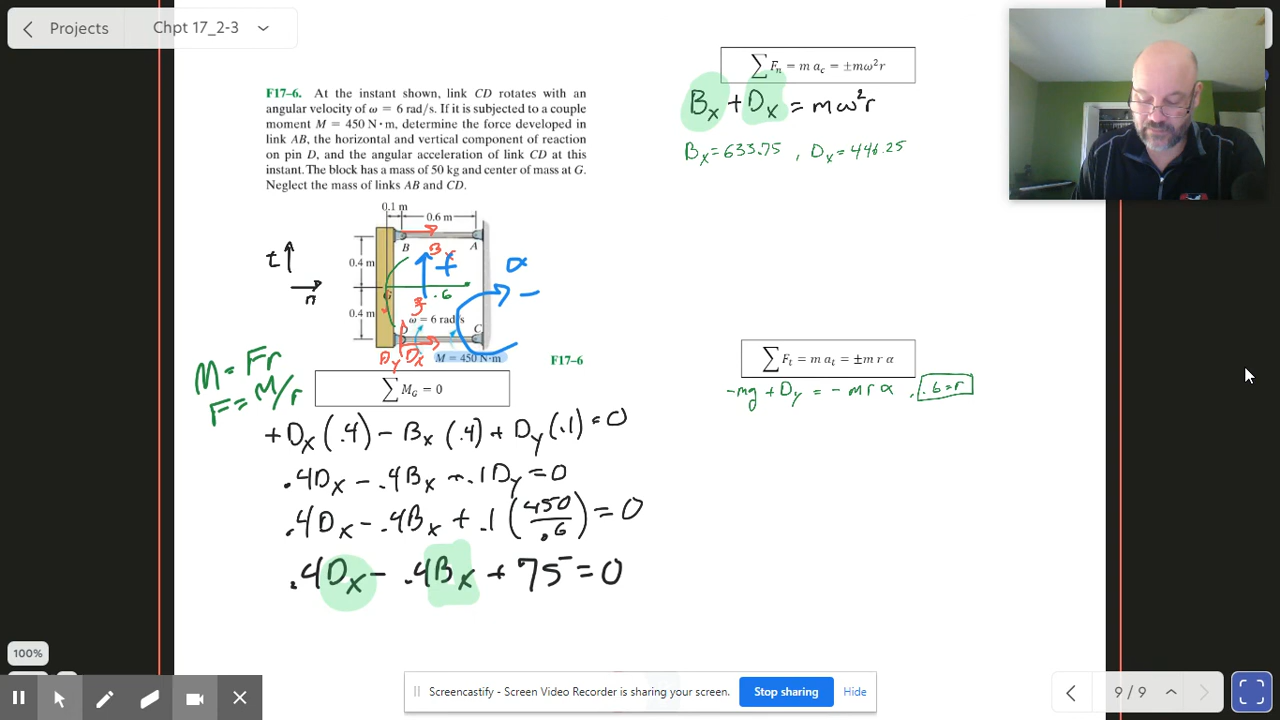 Projects
Chpt 17_2-3
F17–6. At the instant shown, link CD rotates with an
angular velocity of ω = 6 rad/s. If it is subjected to a couple
moment M = 450 N·m, determine the force developed in
link AB, the horizontal and vertical component of reaction
on pin D, and the angular acceleration of link CD at this
instant. The block has a mass of 50 kg and center of mass at G.
Neglect the mass of links AB and CD.
0.1 m
0.6 m
B
A
Bx
t
0.4 m
+
α
n
G
.6
−
0.4 m
ω = 6 rad/s
D
C
Dy
Dx
M = 450 N·m
F17–6
M = Fr
F = M/r
∑ M_G = 0
+Dx(.4) − Bx(.4) + Dy(.1) = 0
.4Dx − .4Bx + .1Dy = 0
.4Dx − .4Bx + .1(450/.6) = 0
.4Dx − .4Bx + 75 = 0
∑ Fn = m ac = ±mω²r
Bx + Dx = mω²r
Bx = 633.75 , Dx = 446.25
∑ Ft = m at = ±m r α
−mg + Dy = − m r α , .6 = r
100%
Screencastify - Screen Video Recorder is sharing your screen.
Stop sharing
Hide
9 / 9